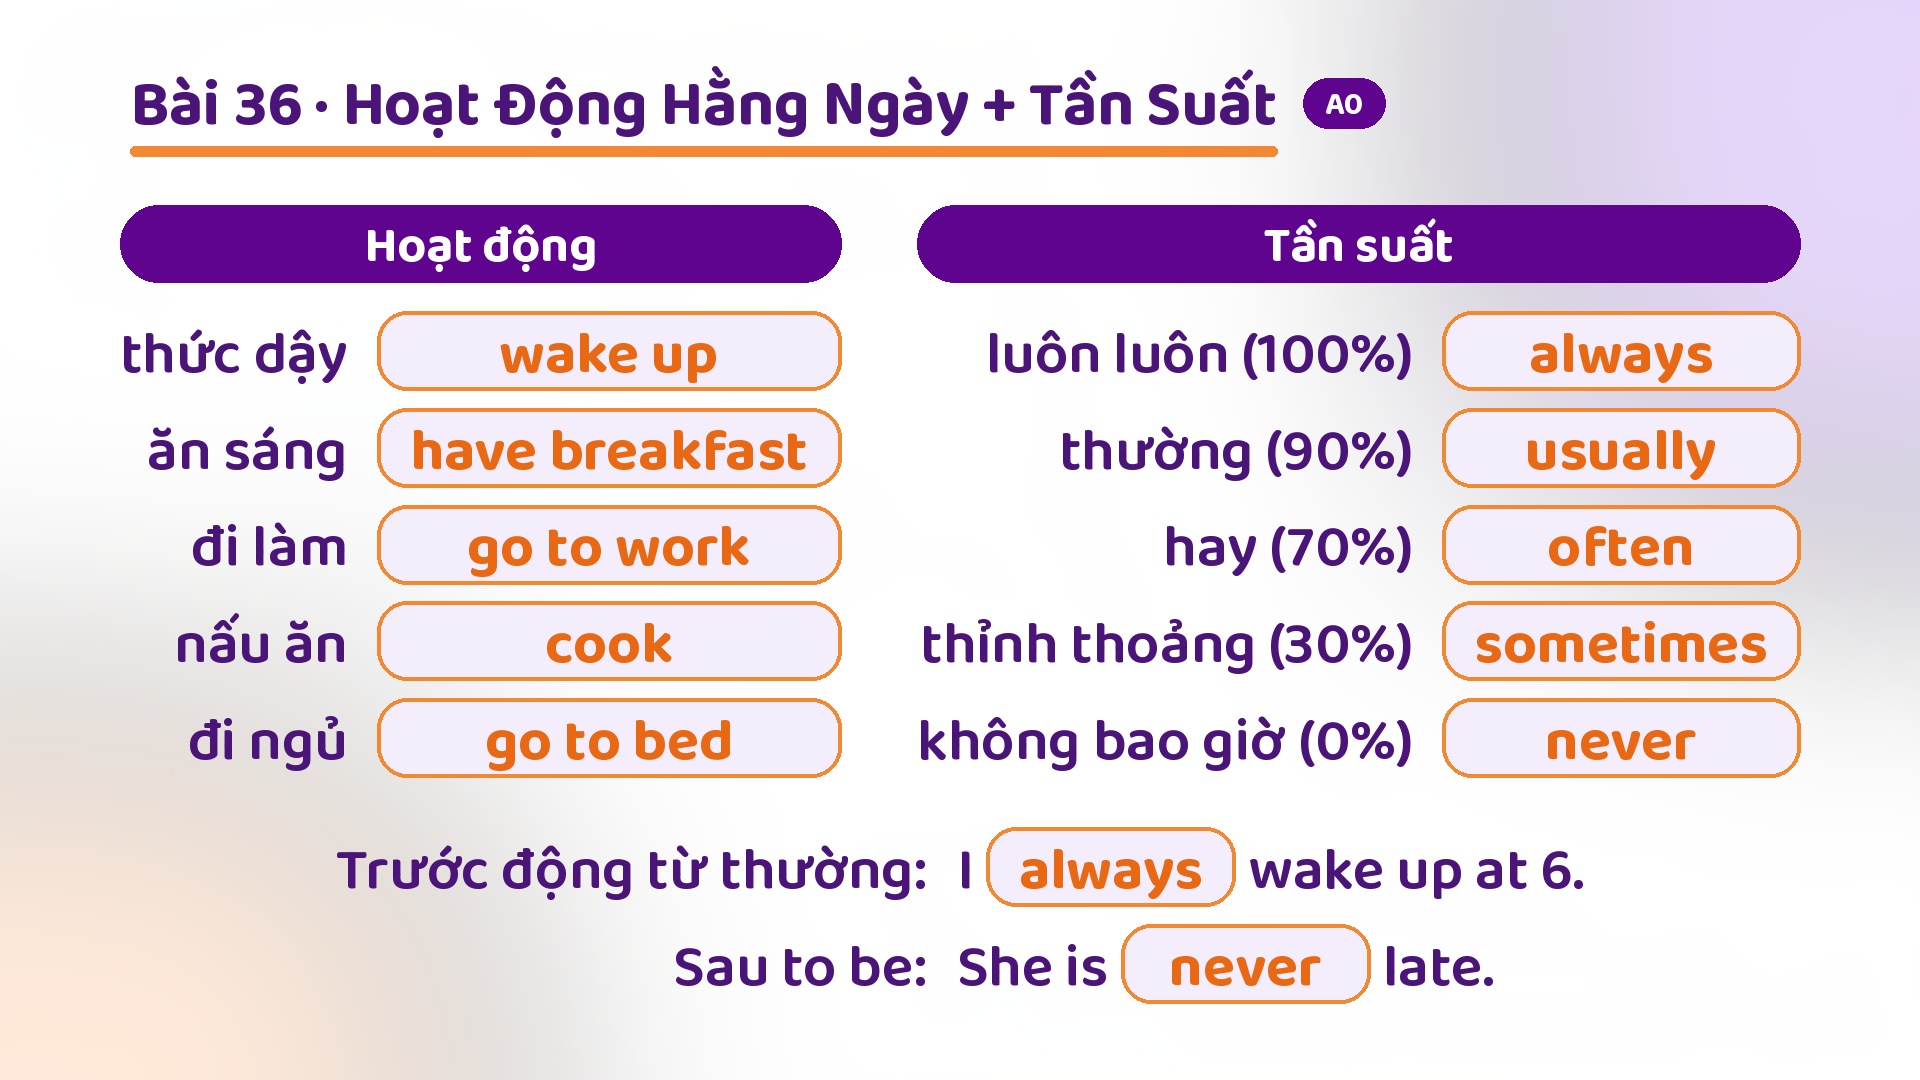 Bài 36 · Hoạt Động Hằng Ngày + Tần Suất A0
Hoạt động
thức dậy wake up
ăn sáng have breakfast
đi làm go to work
nấu ăn cook
đi ngủ go to bed
Tần suất
luôn luôn (100%) always
thường (90%) usually
hay (70%) often
thỉnh thoảng (30%) sometimes
không bao giờ (0%) never
Trước động từ thường: I always wake up at 6.
Sau to be: She is never late.